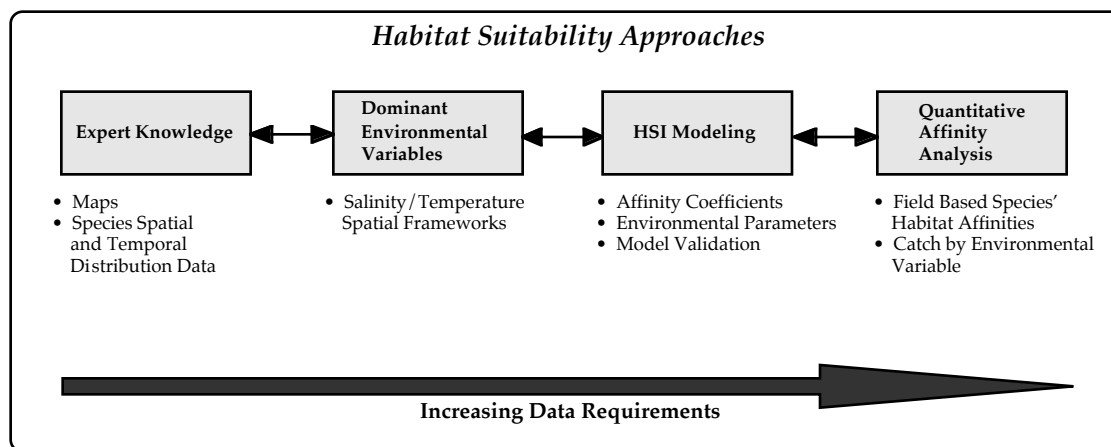 Habitat Suitability Approaches
Expert Knowledge
Dominant
Environmental
Variables
HSI Modeling
Quantitative
Affinity
Analysis
• Maps
• Species Spatial
and Temporal
Distribution Data
• Salinity/Temperature
Spatial Frameworks
• Affinity Coefficients
• Environmental Parameters
• Model Validation
• Field Based Species’
Habitat Affinities
• Catch by Environmental
Variable
Increasing Data Requirements